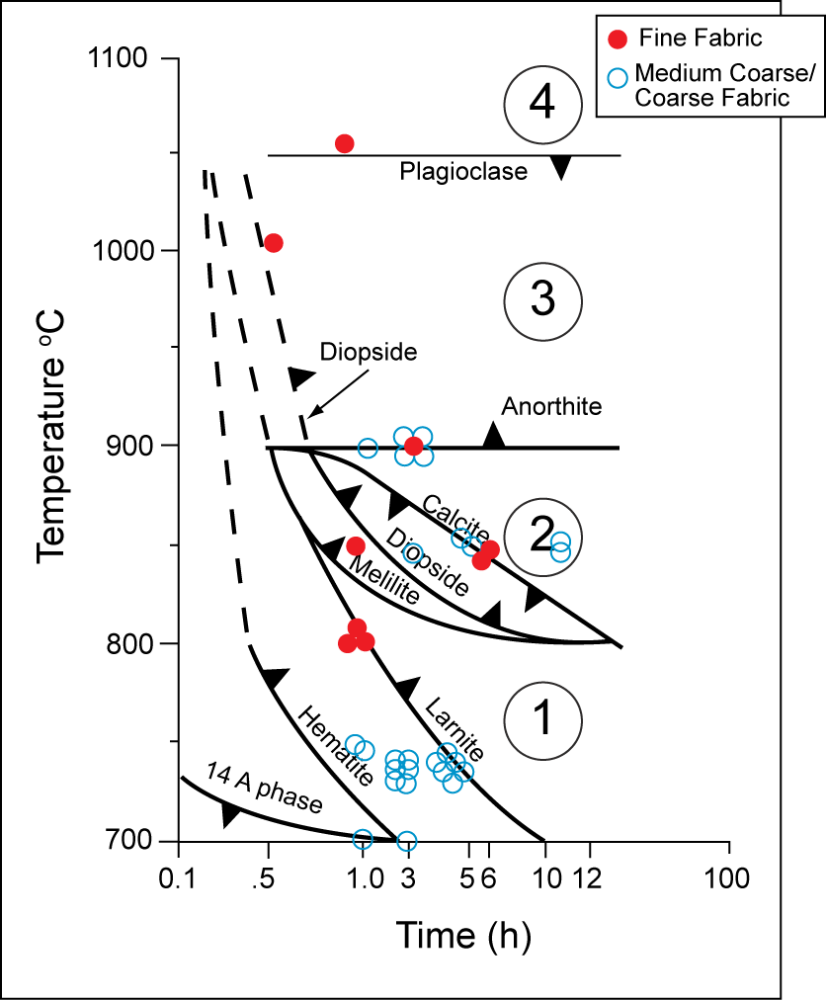 Fine Fabric
Medium Coarse/
Coarse Fabric
1100
4
Plagioclase
1000
3
Diopside
Anorthite
900
Calcite
2
Diopside
Melilite
800
1
Larnite
Hematite
14 A phase
700
0.1 .5 1.0 3 5 6 10 12 100
Time (h)
Temperature ºC